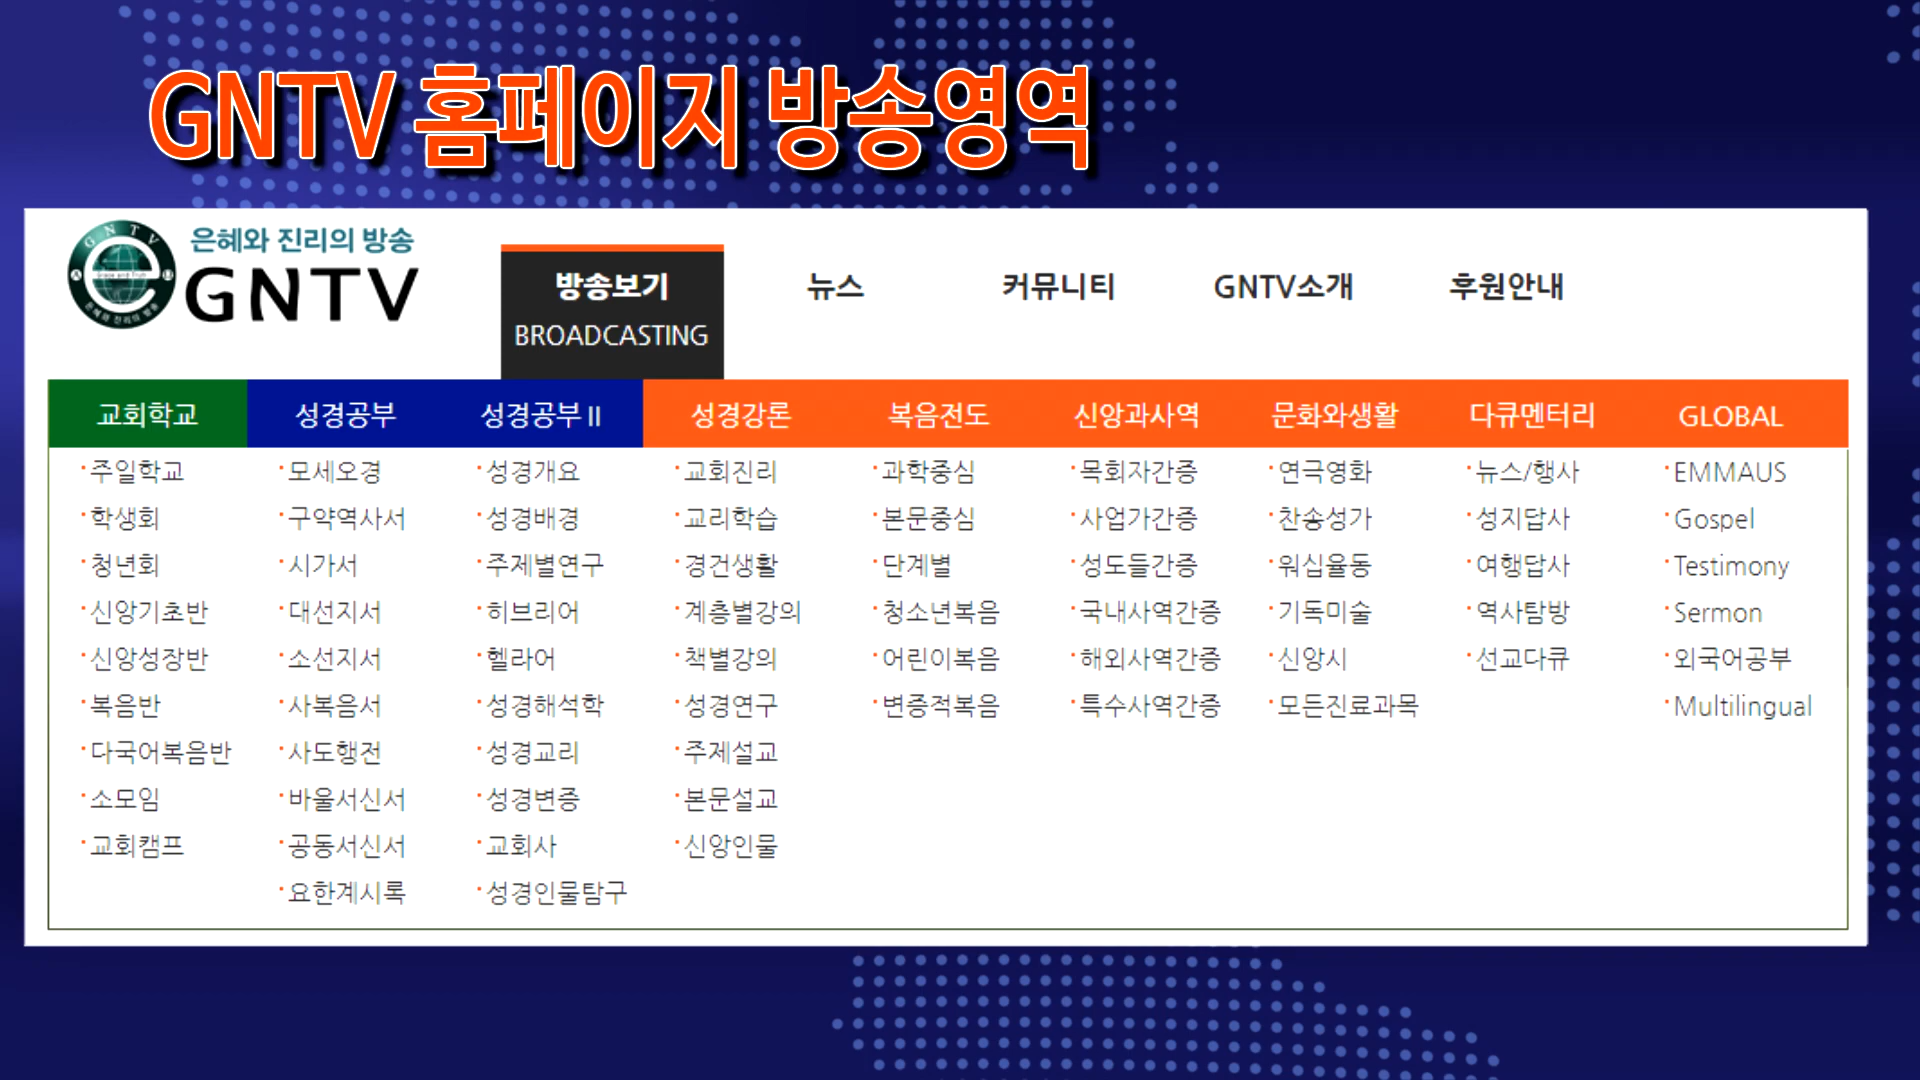 GNTV 홈페이지 방송영역
은혜와 진리의 방송
GNTV
방송보기
BROADCASTING
뉴스
커뮤니티
GNTV소개
후원안내
교회학교
주일학교
학생회
청년회
신앙기초반
신앙성장반
복음반
다국어복음반
소모임
교회캠프
성경공부
모세오경
구약역사서
시가서
대선지서
소선지서
사복음서
사도행전
바울서신서
공동서신서
요한계시록
성경공부 II
성경개요
성경배경
주제별연구
히브리어
헬라어
성경해석학
성경교리
성경변증
교회사
성경인물탐구
성경강론
교회진리
교리학습
경건생활
계층별강의
책별강의
성경연구
주제설교
본문설교
신앙인물
복음전도
과학중심
본문중심
단계별
청소년복음
어린이복음
변증적복음
신앙과사역
목회자간증
사업가간증
성도들간증
국내사역간증
해외사역간증
특수사역간증
문화와생활
연극영화
찬송성가
워십율동
기독미술
신앙시
모든진료과목
다큐멘터리
뉴스/행사
성지답사
여행답사
역사탐방
선교다큐
GLOBAL
EMMAUS
Gospel
Testimony
Sermon
외국어공부
Multilingual